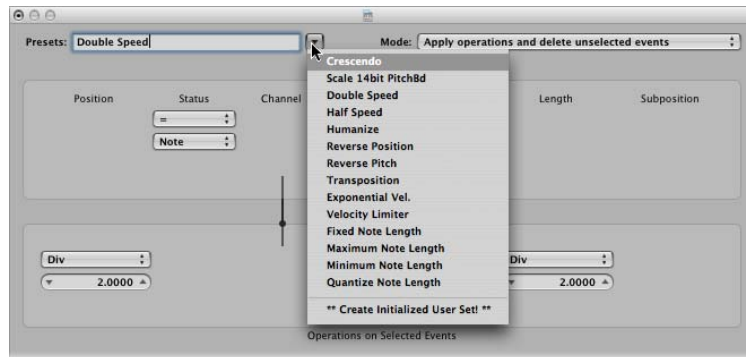 Presets: Double Speed Mode: Apply operations and delete unselected events
Crescendo
Scale 14bit PitchBd
Double Speed
Half Speed
Humanize
Reverse Position
Reverse Pitch
Transposition
Exponential Vel.
Velocity Limiter
Fixed Note Length
Maximum Note Length
Minimum Note Length
Quantize Note Length
** Create Initialized User Set! **
Position Status Channel Length Subposition
=
Note
Div Div
2.0000 2.0000
Operations on Selected Events